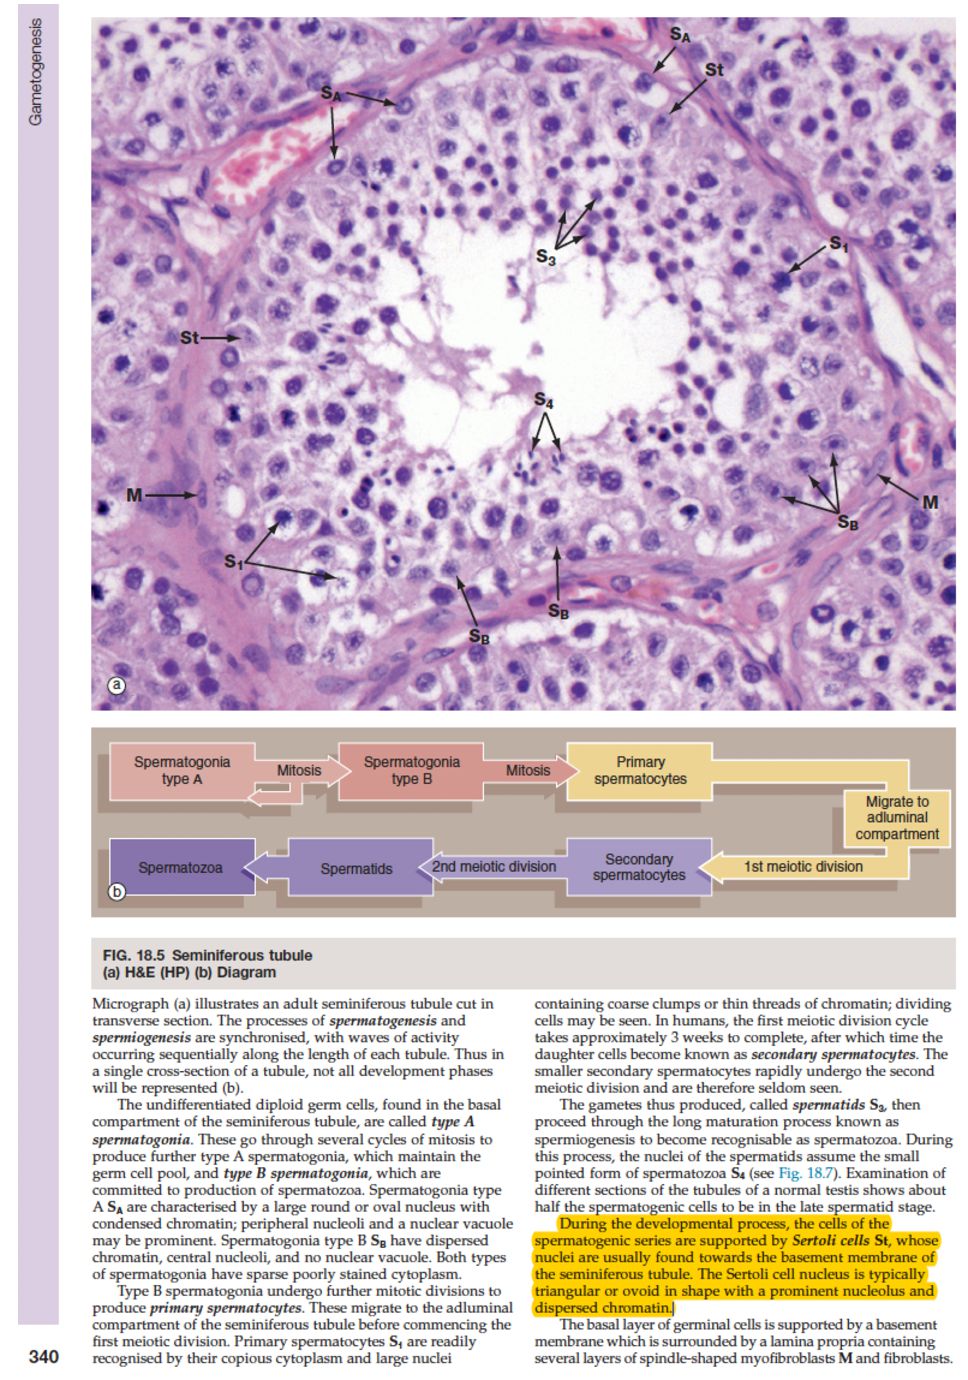 Gametogenesis
SA
St
SA
S3
S1
St
S4
M
SB
M
S1
SB
SB
a
Spermatogonia
type A
Mitosis
Spermatogonia
type B
Mitosis
Primary
spermatocytes
Migrate to
adluminal
compartment
Spermatozoa
Spermatids
2nd meiotic division
Secondary
spermatocytes
1st meiotic division
b
FIG. 18.5 Seminiferous tubule
(a) H&E (HP) (b) Diagram
Micrograph (a) illustrates an adult seminiferous tubule cut in
transverse section. The processes of spermatogenesis and
spermiogenesis are synchronised, with waves of activity
occurring sequentially along the length of each tubule. Thus in
a single cross-section of a tubule, not all development phases
will be represented (b).
The undifferentiated diploid germ cells, found in the basal
compartment of the seminiferous tubule, are called type A
spermatogonia. These go through several cycles of mitosis to
produce further type A spermatogonia, which maintain the
germ cell pool, and type B spermatogonia, which are
committed to production of spermatozoa. Spermatogonia type
A SA are characterised by a large round or oval nucleus with
condensed chromatin; peripheral nucleoli and a nuclear vacuole
may be prominent. Spermatogonia type B SB have dispersed
chromatin, central nucleoli, and no nuclear vacuole. Both types
of spermatogonia have sparse poorly stained cytoplasm.
Type B spermatogonia undergo further mitotic divisions to
produce primary spermatocytes. These migrate to the adluminal
compartment of the seminiferous tubule before commencing the
first meiotic division. Primary spermatocytes S1 are readily
recognised by their copious cytoplasm and large nuclei
containing coarse clumps or thin threads of chromatin; dividing
cells may be seen. In humans, the first meiotic division cycle
takes approximately 3 weeks to complete, after which time the
daughter cells become known as secondary spermatocytes. The
smaller secondary spermatocytes rapidly undergo the second
meiotic division and are therefore seldom seen.
The gametes thus produced, called spermatids S3, then
proceed through the long maturation process known as
spermiogenesis to become recognisable as spermatozoa. During
this process, the nuclei of the spermatids assume the small
pointed form of spermatozoa S4 (see Fig. 18.7). Examination of
different sections of the tubules of a normal testis shows about
half the spermatogenic cells to be in the late spermatid stage.
During the developmental process, the cells of the
spermatogenic series are supported by Sertoli cells St, whose
nuclei are usually found towards the basement membrane of
the seminiferous tubule. The Sertoli cell nucleus is typically
triangular or ovoid in shape with a prominent nucleolus and
dispersed chromatin.
The basal layer of germinal cells is supported by a basement
membrane which is surrounded by a lamina propria containing
several layers of spindle-shaped myofibroblasts M and fibroblasts.
340